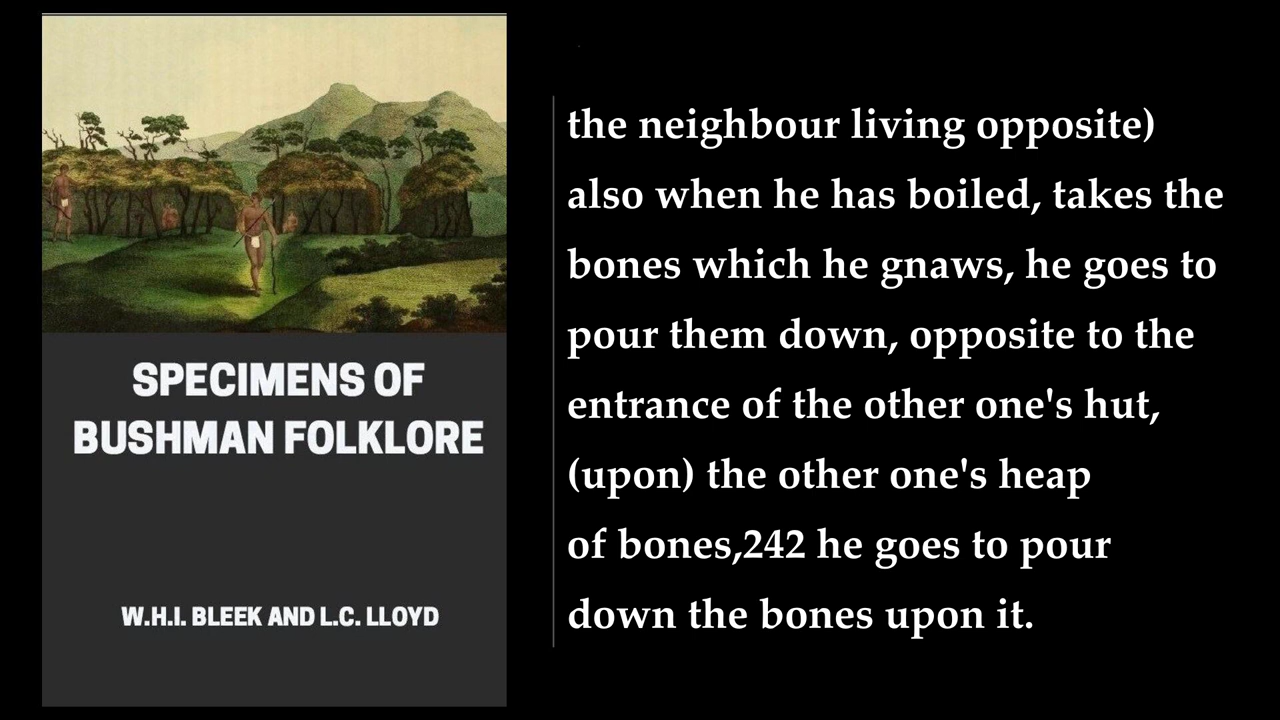 SPECIMENS OF
BUSHMAN FOLKLORE
W.H.I. BLEEK AND L.C. LLOYD
the neighbour living opposite)
also when he has boiled, takes the
bones which he gnaws, he goes to
pour them down, opposite to the
entrance of the other one's hut,
(upon) the other one's heap
of bones,242 he goes to pour
down the bones upon it.